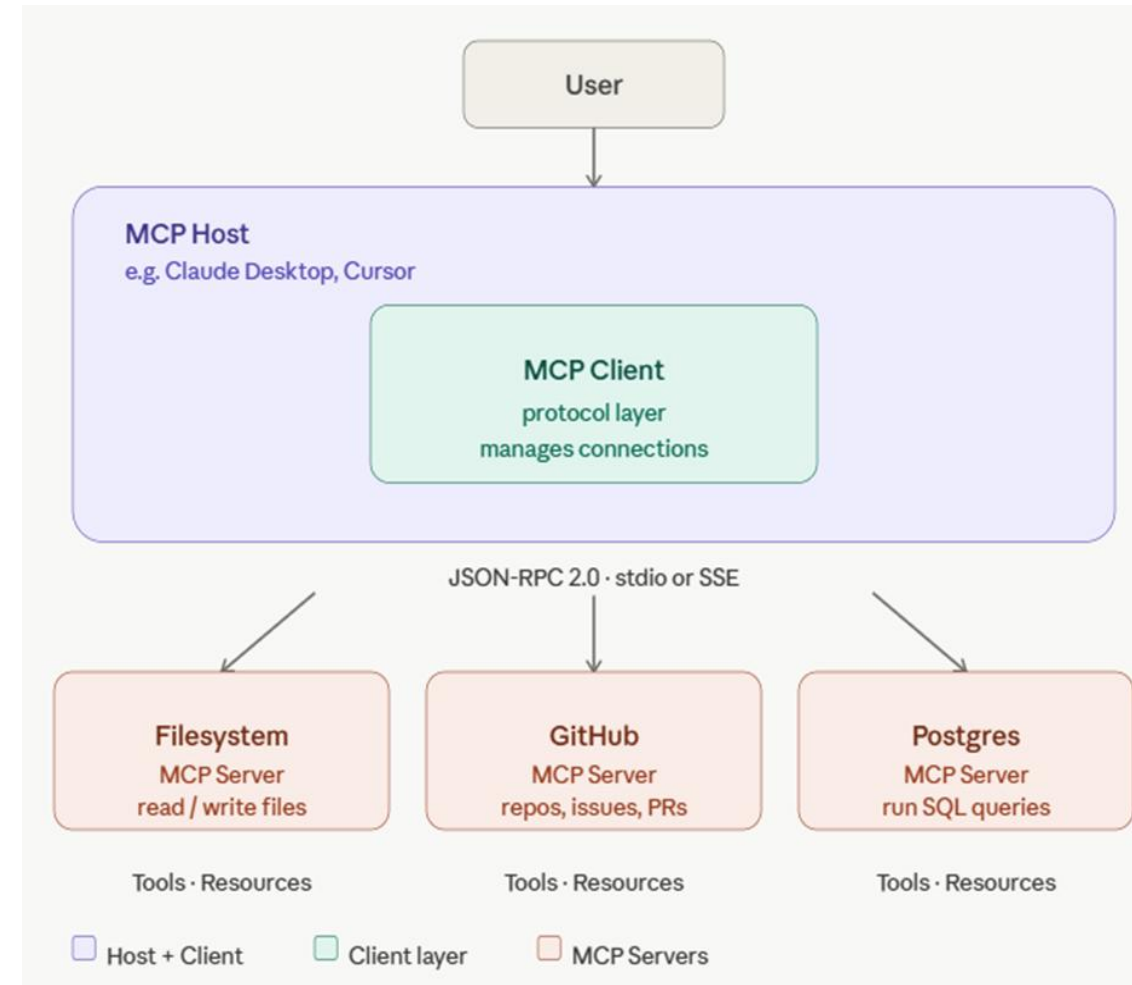 User
MCP Host
e.g. Claude Desktop, Cursor
MCP Client
protocol layer
manages connections
JSON-RPC 2.0 · stdio or SSE
Filesystem
MCP Server
read / write files
GitHub
MCP Server
repos, issues, PRs
Postgres
MCP Server
run SQL queries
Tools · Resources
Tools · Resources
Tools · Resources
Host + Client
Client layer
MCP Servers